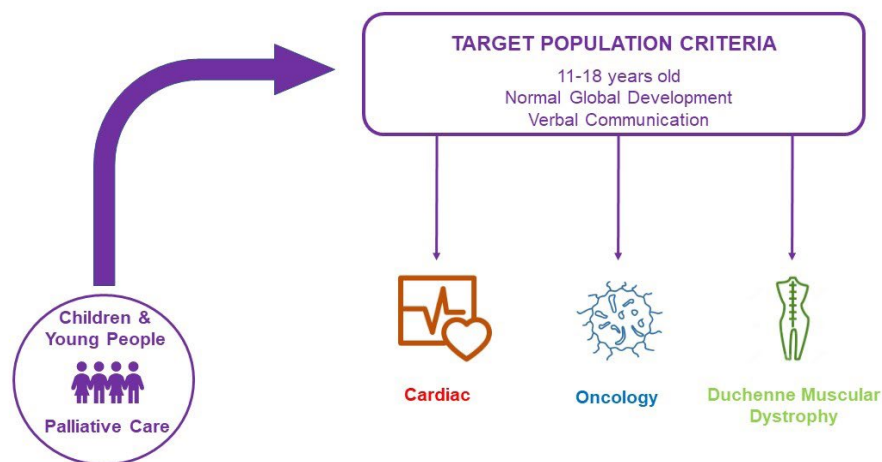 TARGET POPULATION CRITERIA
11-18 years old
Normal Global Development
Verbal Communication
Children &
Young People
Palliative Care
Cardiac
Oncology
Duchenne Muscular
Dystrophy